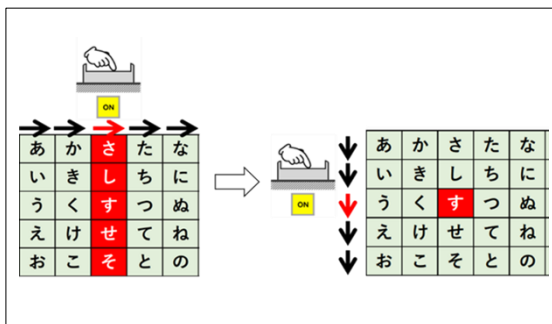 ON
あ か さ た な
い き し ち に
う く す つ ぬ
え け せ て ね
お こ そ と の
ON
あ か さ た な
い き し ち に
う く す つ ぬ
え け せ て ね
お こ そ と の